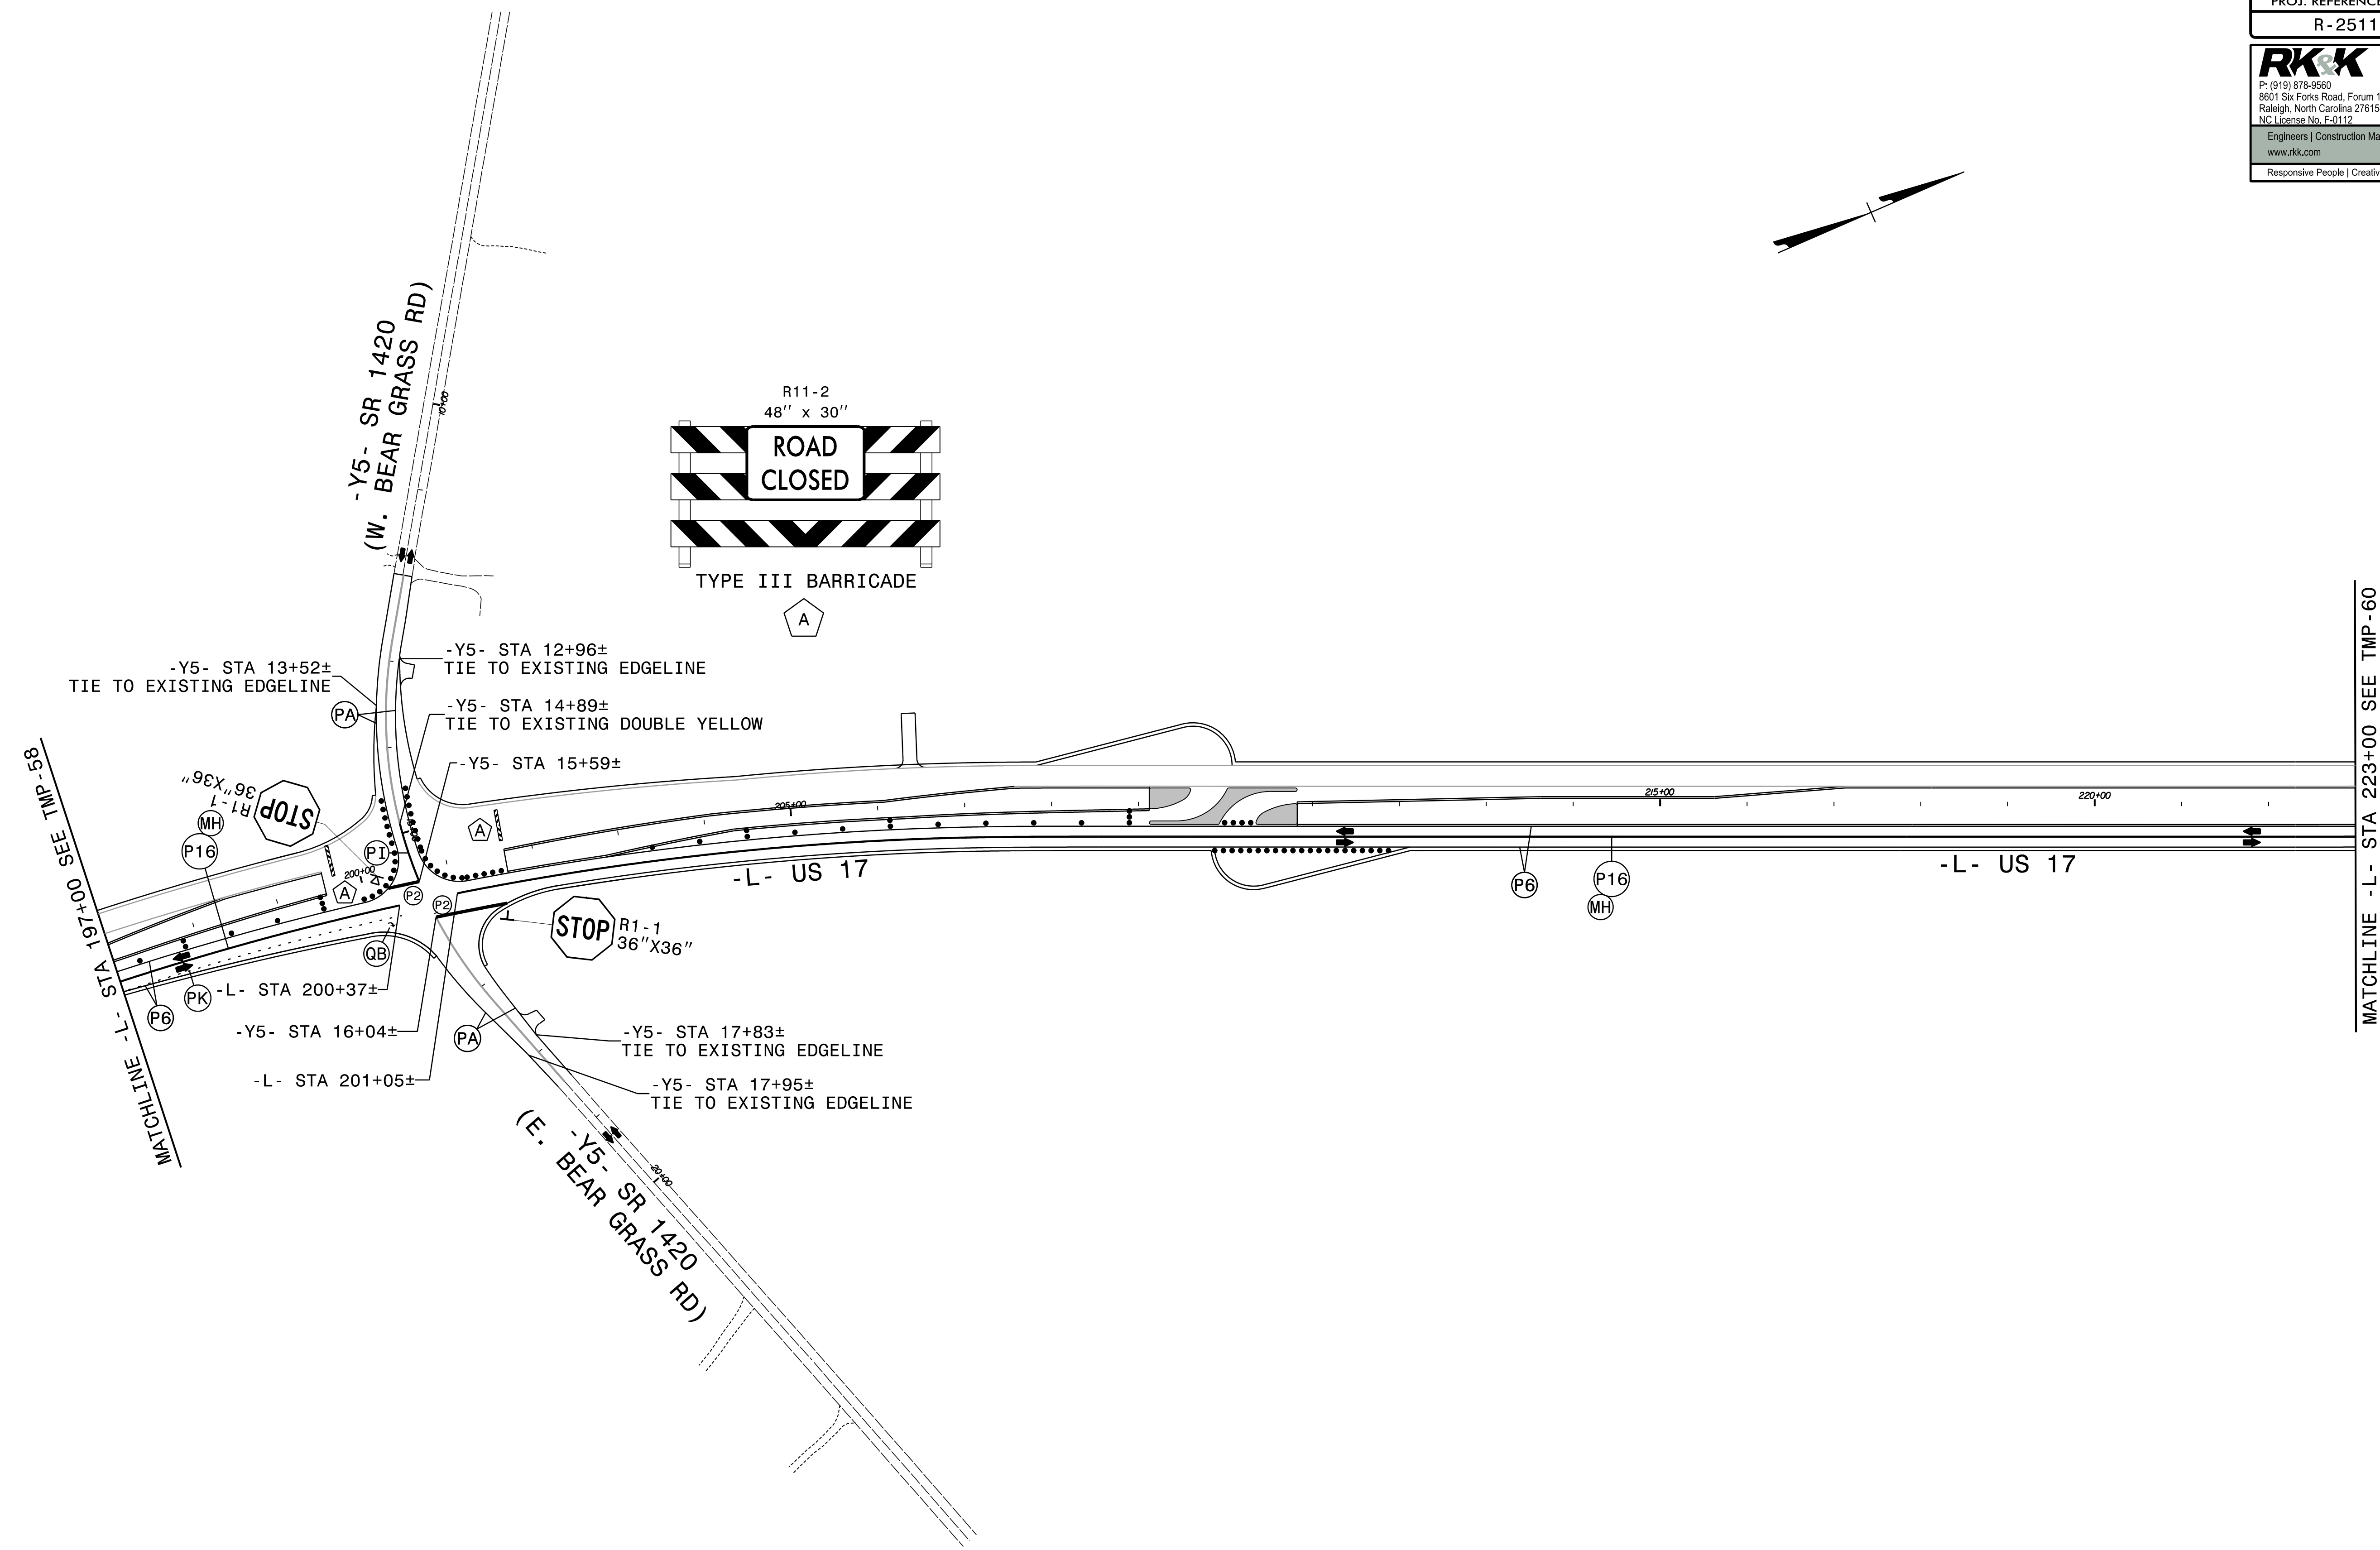 PROJ. REFERENCE
R-2511
RK&K
P: (919) 878-9560
8601 Six Forks Road, Forum 1
Raleigh, North Carolina 27615
NC License No. F-0112
Engineers | Construction Ma
www.rkk.com
Responsive People | Creativ
-Y5- SR 1420
(W. BEAR GRASS RD)
10+00
R11-2
48" x 30"
ROAD
CLOSED
TYPE III BARRICADE
A
-Y5- STA 12+96±
TIE TO EXISTING EDGELINE
-Y5- STA 13+52±
TIE TO EXISTING EDGELINE
PA
-Y5- STA 14+89±
TIE TO EXISTING DOUBLE YELLOW
-Y5- STA 15+59±
R1-1
36"X36"
STOP
MH
P16
PI
A
A
200+00
205+00
215+00
220+00
P2
P2
QB
STOP
R1-1
36"X36"
-L- US 17
-L- US 17
P6
P16
MH
P6
PK
-L- STA 200+37±
-Y5- STA 16+04±
PA
-L- STA 201+05±
-Y5- STA 17+83±
TIE TO EXISTING EDGELINE
-Y5- STA 17+95±
TIE TO EXISTING EDGELINE
-Y5- SR 1420
(E. BEAR GRASS RD)
20+00
MATCHLINE -L- STA 197+00 SEE TMP-58
MATCHLINE -L- STA 223+00 SEE TMP-60